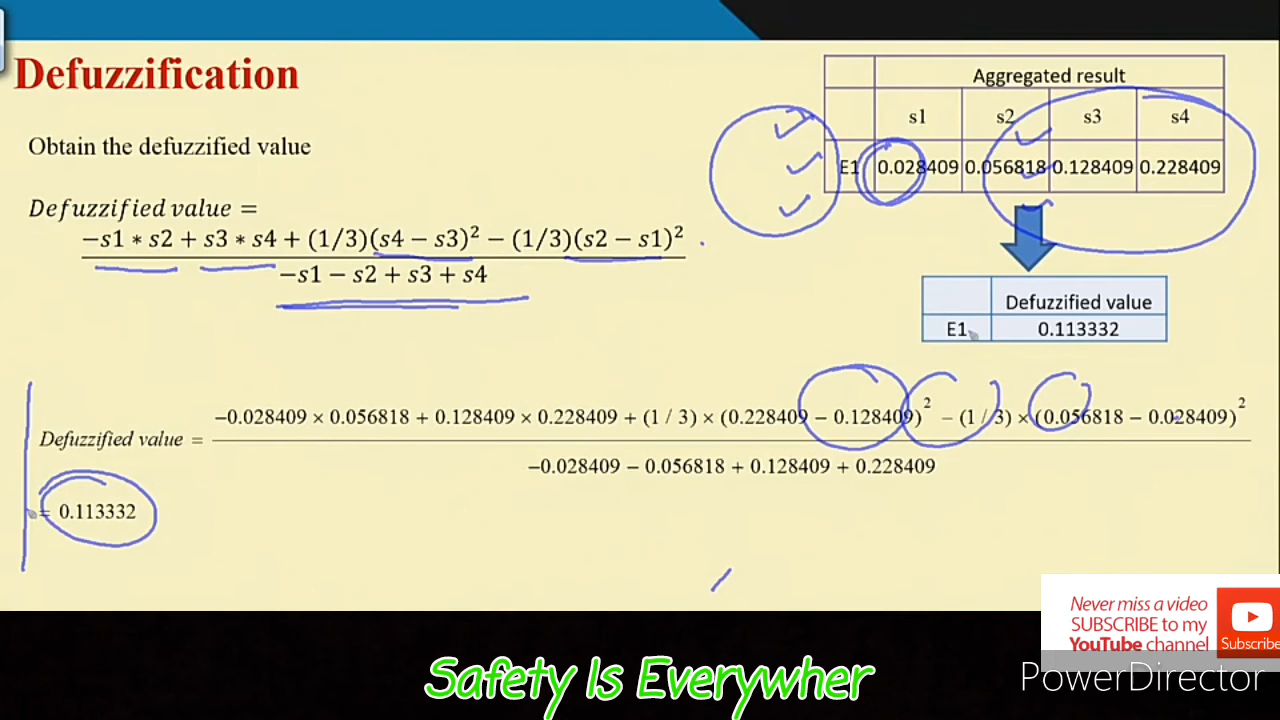 Defuzzification
Obtain the defuzzified value
Defuzzified value =
−s1 * s2 + s3 * s4 + (1/3)(s4 − s3)² − (1/3)(s2 − s1)²
−s1 − s2 + s3 + s4
Aggregated result
s1 s2 s3 s4
E1 0.028409 0.056818 0.128409 0.228409
Defuzzified value
E1 0.113332
−0.028409 × 0.056818 + 0.128409 × 0.228409 + (1 / 3) × (0.228409 − 0.128409)² − (1 / 3) × (0.056818 − 0.028409)²
Defuzzified value =
−0.028409 − 0.056818 + 0.128409 + 0.228409
= 0.113332
Never miss a video
SUBSCRIBE to my
YouTube channel
Subscribe
PowerDirector
Safety Is Everywher